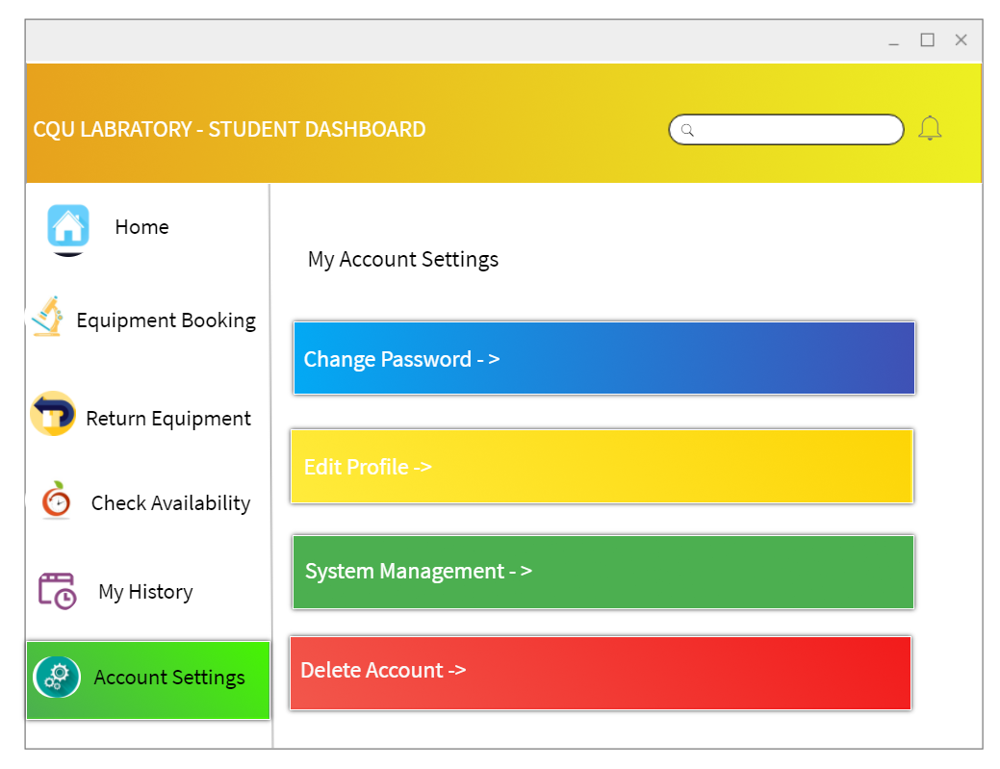 CQU LABRATORY - STUDENT DASHBOARD
Home
Equipment Booking
Return Equipment
Check Availability
My History
Account Settings
My Account Settings
Change Password - >
Edit Profile ->
System Management - >
Delete Account ->